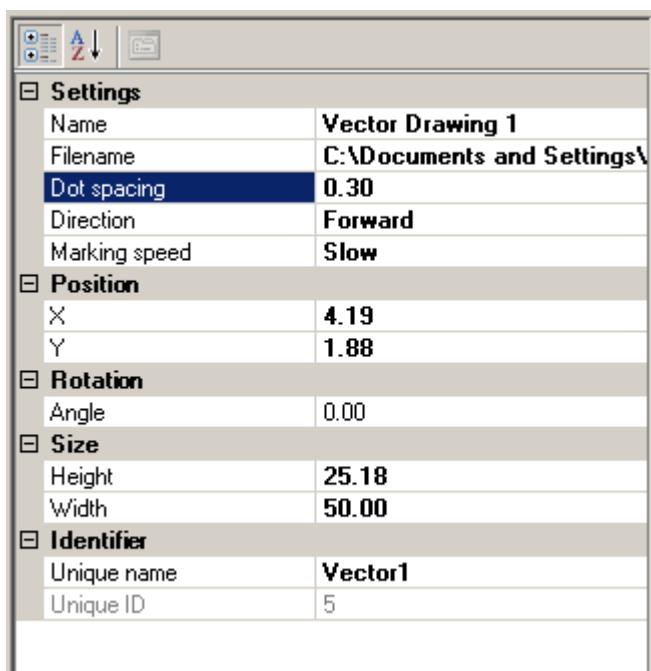 Settings
Name Vector Drawing 1
Filename C:\Documents and Settings\
Dot spacing 0.30
Direction Forward
Marking speed Slow
Position
X 4.19
Y 1.88
Rotation
Angle 0.00
Size
Height 25.18
Width 50.00
Identifier
Unique name Vector1
Unique ID 5